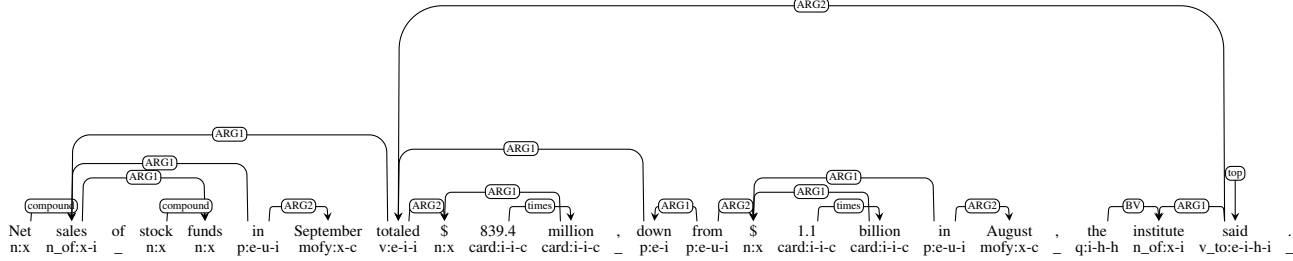 ARG2
ARG1 ARG1
ARG1 ARG1 ARG1 ARG1 top
compound compound ARG2 ARG2 times ARG1 ARG2 times ARG2 BV ARG1
Net sales of stock funds in September totaled $ 839.4 million , down from $ 1.1 billion in August , the institute said .
n:x n_of:x-i _ n:x n:x p:e-u-i mofy:x-c v:e-i-i n:x card:i-i-c card:i-i-c _ p:e-i p:e-u-i n:x card:i-i-c card:i-i-c p:e-u-i mofy:x-c _ q:i-h-h n_of:x-i v_to:e-i-h-i _